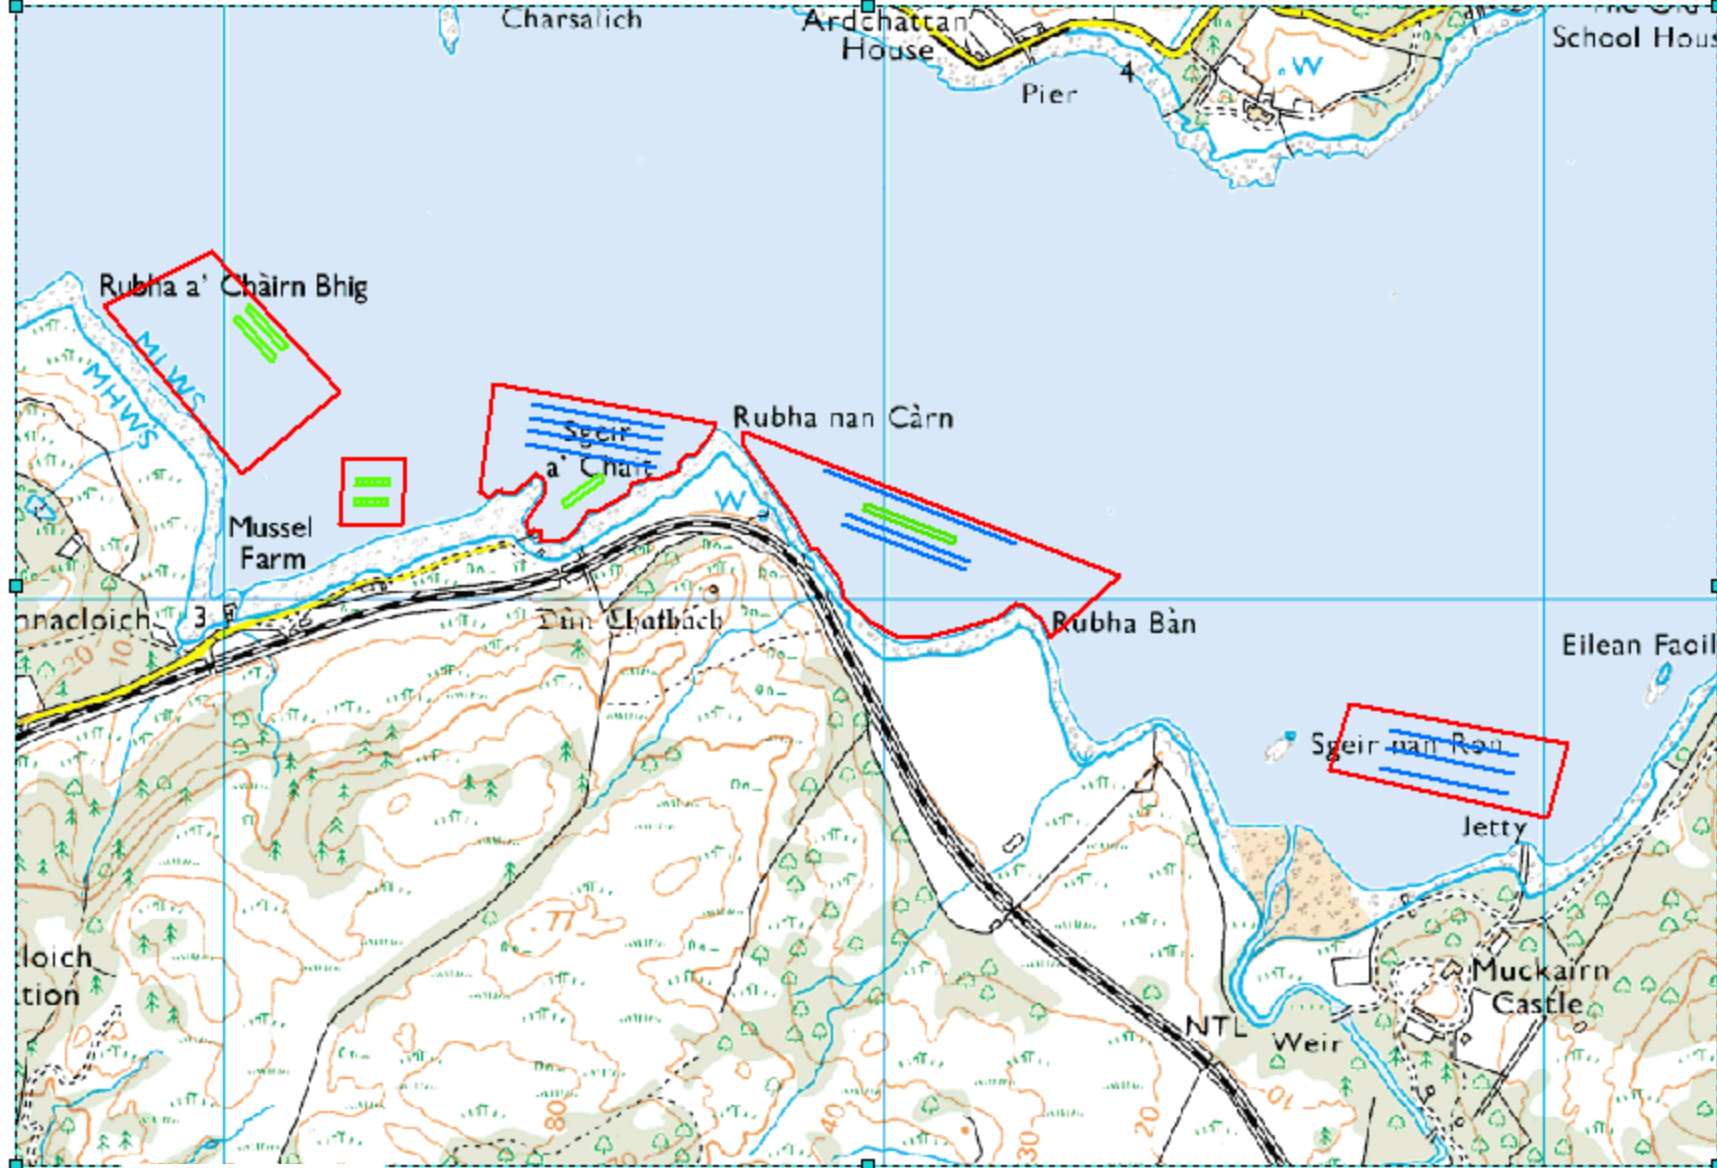 Charsalich
Ardchattan
House
Pier
4
W
School Hous
Rubha a' Chàirn Bhig
MLWS
MHWS
Sgeir
a' Chait
Rubha nan Càrn
W
Mussel
Farm
nnacloich
3
20
10
Dùn Chathach
Rubha Bàn
Eilean Faoil
Sgeir nan Ròn
Jetty
77
loich
tion
Muckairn
Castle
NTL
Weir
80
40
30
20
10